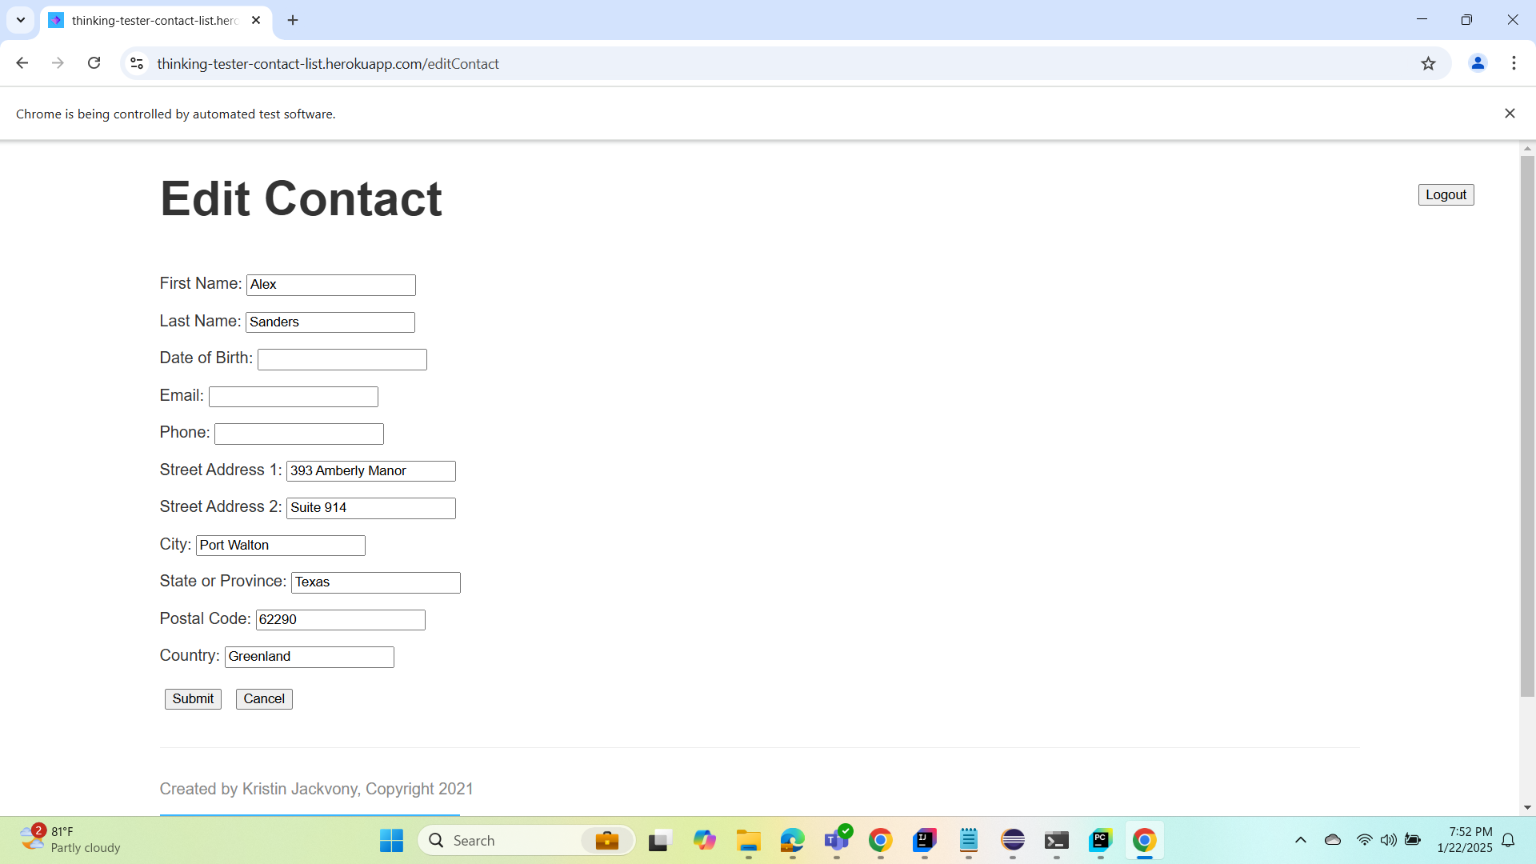 thinking-tester-contact-list.herc
thinking-tester-contact-list.herokuapp.com/editContact
Chrome is being controlled by automated test software.
Edit Contact
Logout
First Name: Alex
Last Name: Sanders
Date of Birth:
Email:
Phone:
Street Address 1: 393 Amberly Manor
Street Address 2: Suite 914
City: Port Walton
State or Province: Texas
Postal Code: 62290
Country: Greenland
Submit Cancel
Created by Kristin Jackvony, Copyright 2021
2
81°F
Partly cloudy
Search
7:52 PM
1/22/2025